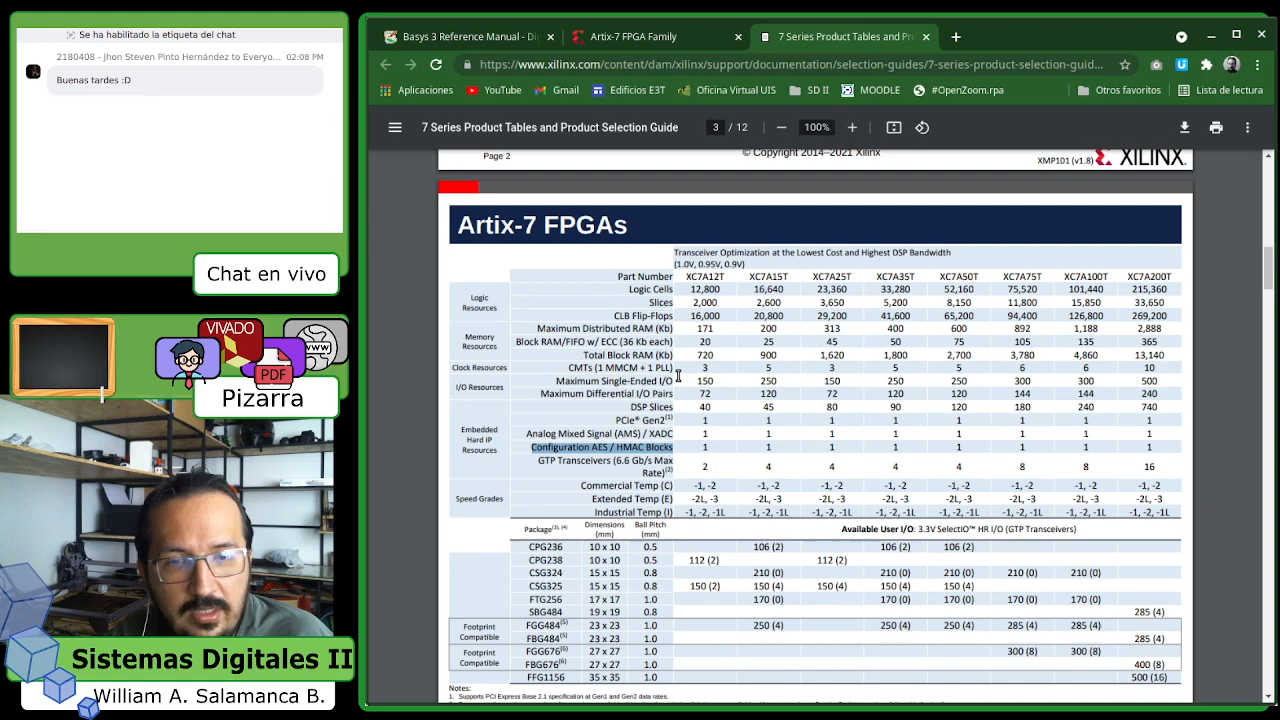 Se ha habilitado la etiqueta del chat
2180408 - Jhon Steven Pinto Hernández to Everyo... 02:08 PM
Buenas tardes :D
Chat en vivo
VIVADO
www
PDF
Pizarra
Sistemas Digitales II
William A. Salamanca B.
Basys 3 Reference Manual - Di
Artix-7 FPGA Family
7 Series Product Tables and Pro
https://www.xilinx.com/content/dam/xilinx/support/documentation/selection-guides/7-series-product-selection-guid...
Aplicaciones YouTube Gmail Edificios E3T Oficina Virtual UIS SD II MOODLE #OpenZoom.rpa Otros favoritos Lista de lectura
7 Series Product Tables and Product Selection Guide 3 / 12 100%
Page 2 © Copyright 2014–2021 Xilinx XMP101 (v1.8) XILINX.
Artix-7 FPGAs
Transceiver Optimization at the Lowest Cost and Highest DSP Bandwidth
(1.0V, 0.95V, 0.9V)
Part Number XC7A12T XC7A15T XC7A25T XC7A35T XC7A50T XC7A75T XC7A100T XC7A200T
Logic Resources
Logic Cells 12,800 16,640 23,360 33,280 52,160 75,520 101,440 215,360
Slices 2,000 2,600 3,650 5,200 8,150 11,800 15,850 33,650
CLB Flip-Flops 16,000 20,800 29,200 41,600 65,200 94,400 126,800 269,200
Memory Resources
Maximum Distributed RAM (Kb) 171 200 313 400 600 892 1,188 2,888
Block RAM/FIFO w/ ECC (36 Kb each) 20 25 45 50 75 105 135 365
Total Block RAM (Kb) 720 900 1,620 1,800 2,700 3,780 4,860 13,140
Clock Resources CMTs (1 MMCM + 1 PLL) 3 5 3 5 5 6 6 10
I/O Resources
Maximum Single-Ended I/O 150 250 150 250 250 300 300 500
Maximum Differential I/O Pairs 72 120 72 120 120 144 144 240
Embedded Hard IP Resources
DSP Slices 40 45 80 90 120 180 240 740
PCIe® Gen2(1) 1 1 1 1 1 1 1 1
Analog Mixed Signal (AMS) / XADC 1 1 1 1 1 1 1 1
Configuration AES / HMAC Blocks 1 1 1 1 1 1 1 1
GTP Transceivers (6.6 Gb/s Max Rate)(2) 2 4 4 4 4 8 8 16
Speed Grades
Commercial Temp (C) -1, -2 -1, -2 -1, -2 -1, -2 -1, -2 -1, -2 -1, -2 -1, -2
Extended Temp (E) -2L, -3 -2L, -3 -2L, -3 -2L, -3 -2L, -3 -2L, -3 -2L, -3 -2L, -3
Industrial Temp (I) -1, -2, -1L -1, -2, -1L -1, -2, -1L -1, -2, -1L -1, -2, -1L -1, -2, -1L -1, -2, -1L -1, -2, -1L
Package(3), (4) Dimensions (mm) Ball Pitch (mm) Available User I/O: 3.3V SelectIO™ HR I/O (GTP Transceivers)
CPG236 10 x 10 0.5 106 (2) 106 (2) 106 (2)
CPG238 10 x 10 0.5 112 (2) 112 (2)
CSG324 15 x 15 0.8 210 (0) 210 (0) 210 (0) 210 (0) 210 (0)
CSG325 15 x 15 0.8 150 (2) 150 (4) 150 (4) 150 (4) 150 (4)
FTG256 17 x 17 1.0 170 (0) 170 (0) 170 (0) 170 (0) 170 (0)
SBG484 19 x 19 0.8 285 (4)
Footprint Compatible
FGG484(5) 23 x 23 1.0 250 (4) 250 (4) 250 (4) 285 (4) 285 (4)
FBG484(5) 23 x 23 1.0 285 (4)
Footprint Compatible
FGG676(6) 27 x 27 1.0 300 (8) 300 (8)
FBG676(6) 27 x 27 1.0 400 (8)
FFG1156 35 x 35 1.0 500 (16)
Notes:
1. Supports PCI Express Base 2.1 specification at Gen1 and Gen2 data rates.